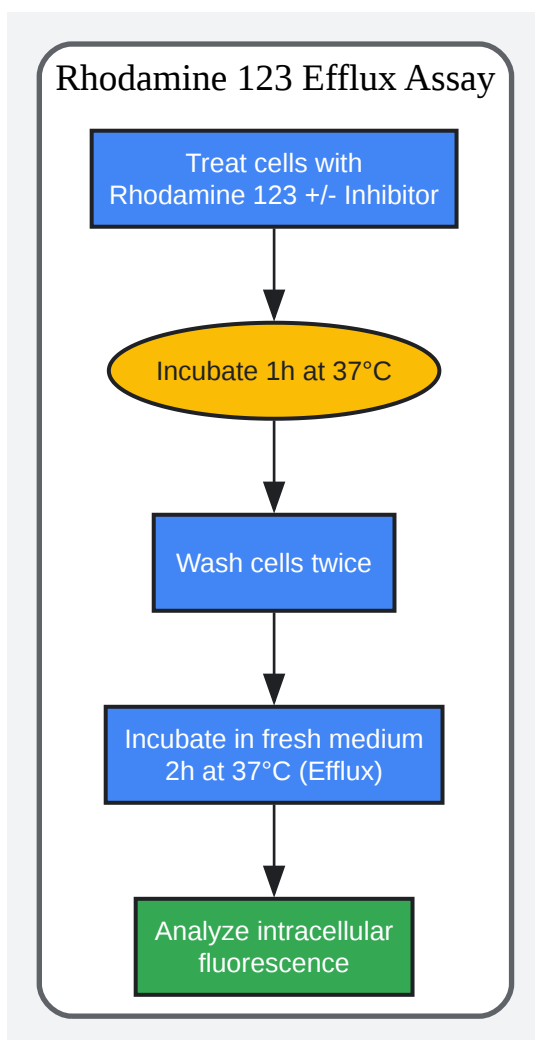 Rhodamine 123 Efflux Assay
Treat cells with
Rhodamine 123 +/- Inhibitor
Incubate 1h at 37°C
Wash cells twice
Incubate in fresh medium
2h at 37°C (Efflux)
Analyze intracellular
fluorescence